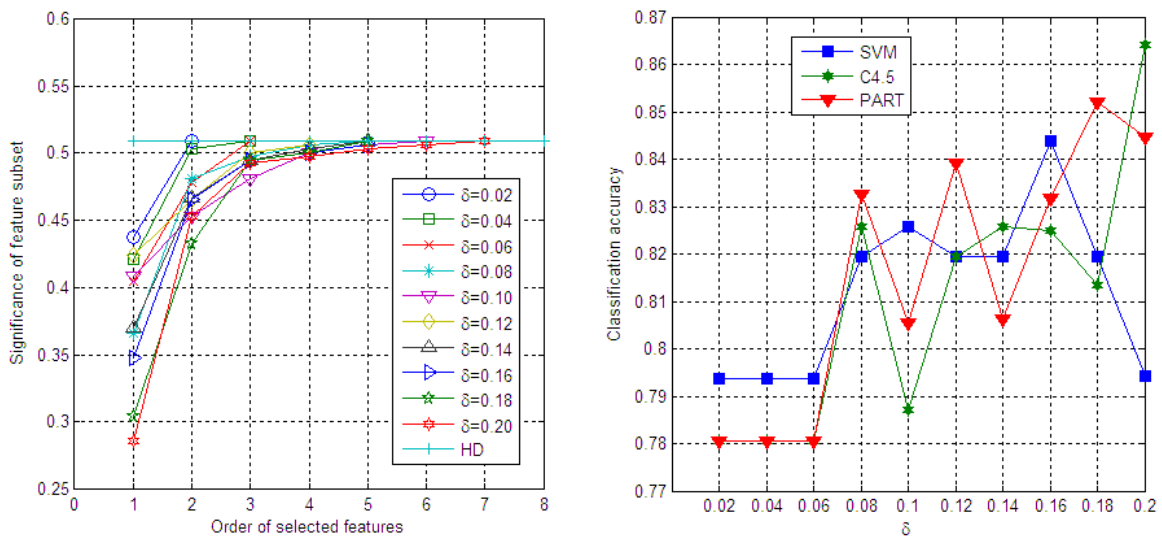 0.6
0.55
0.5
0.45
0.4
0.35
0.3
0.25
Significance of feature subset
δ=0.02
δ=0.04
δ=0.06
δ=0.08
δ=0.10
δ=0.12
δ=0.14
δ=0.16
δ=0.18
δ=0.20
HD
0 1 2 3 4 5 6 7 8
Order of selected features
0.87
0.86
0.85
0.84
0.83
0.82
0.81
0.8
0.79
0.78
0.77
Classification accuracy
SVM
C4.5
PART
0.02 0.04 0.06 0.08 0.1 0.12 0.14 0.16 0.18 0.2
δ